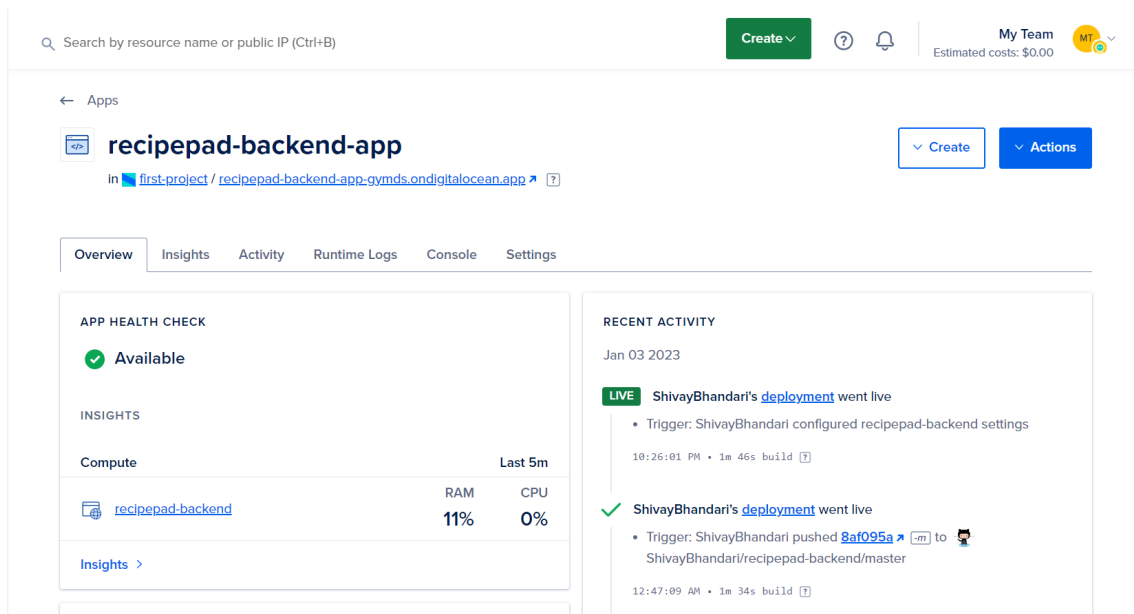 Search by resource name or public IP (Ctrl+B)
Create
?
My Team
Estimated costs: $0.00
MT
← Apps
</>
recipepad-backend-app
in first-project / recipepad-backend-app-gymds.ondigitalocean.app ?
Create
Actions
Overview Insights Activity Runtime Logs Console Settings
APP HEALTH CHECK
Available
INSIGHTS
Compute Last 5m
RAM CPU
recipepad-backend
11% 0%
Insights
RECENT ACTIVITY
Jan 03 2023
LIVE ShivayBhandari's deployment went live
• Trigger: ShivayBhandari configured recipepad-backend settings
10:26:01 PM • 1m 46s build ?
ShivayBhandari's deployment went live
• Trigger: ShivayBhandari pushed 8af095a -m to
ShivayBhandari/recipepad-backend/master
12:47:09 AM • 1m 34s build ?